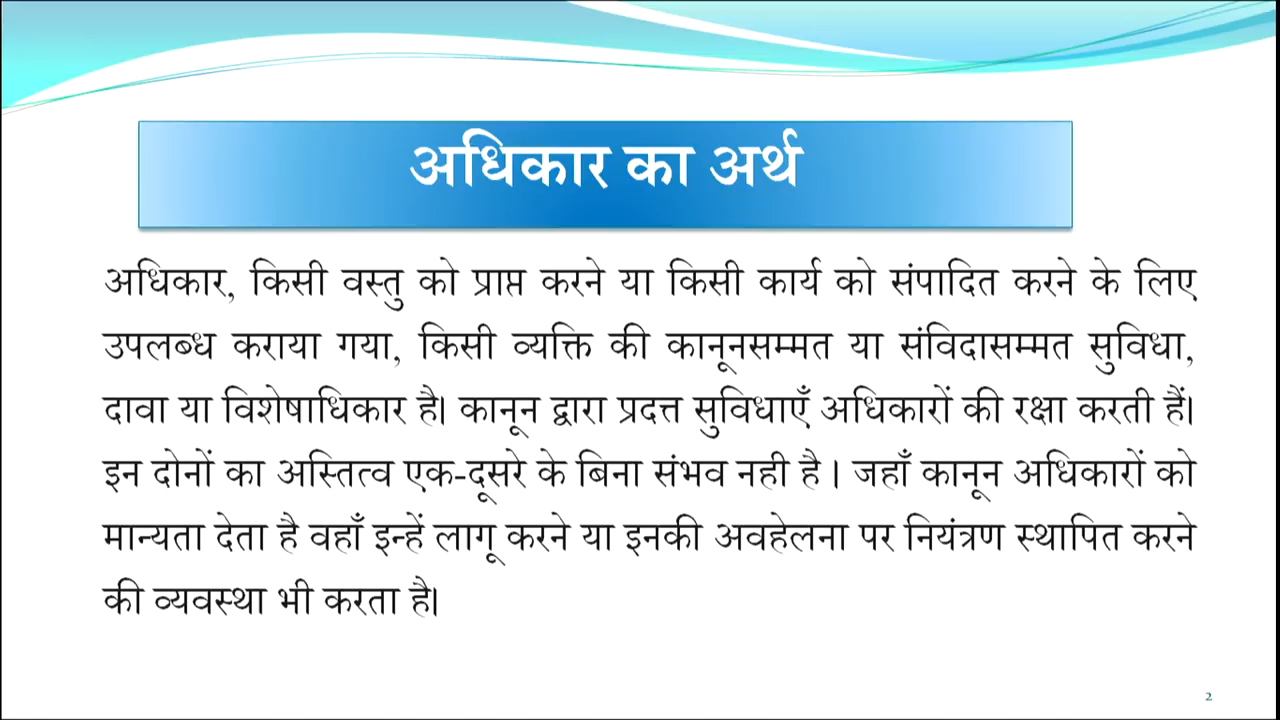 अधिकार का अर्थ
अधिकार, किसी वस्तु को प्राप्त करने या किसी कार्य को संपादित करने के लिए
उपलब्ध कराया गया, किसी व्यक्ति की कानूनसम्मत या संविदासम्मत सुविधा,
दावा या विशेषाधिकार है। कानून द्वारा प्रदत्त सुविधाएँ अधिकारों की रक्षा करती हैं।
इन दोनों का अस्तित्व एक-दूसरे के बिना संभव नही है । जहाँ कानून अधिकारों को
मान्यता देता है वहाँ इन्हें लागू करने या इनकी अवहेलना पर नियंत्रण स्थापित करने
की व्यवस्था भी करता है।
2